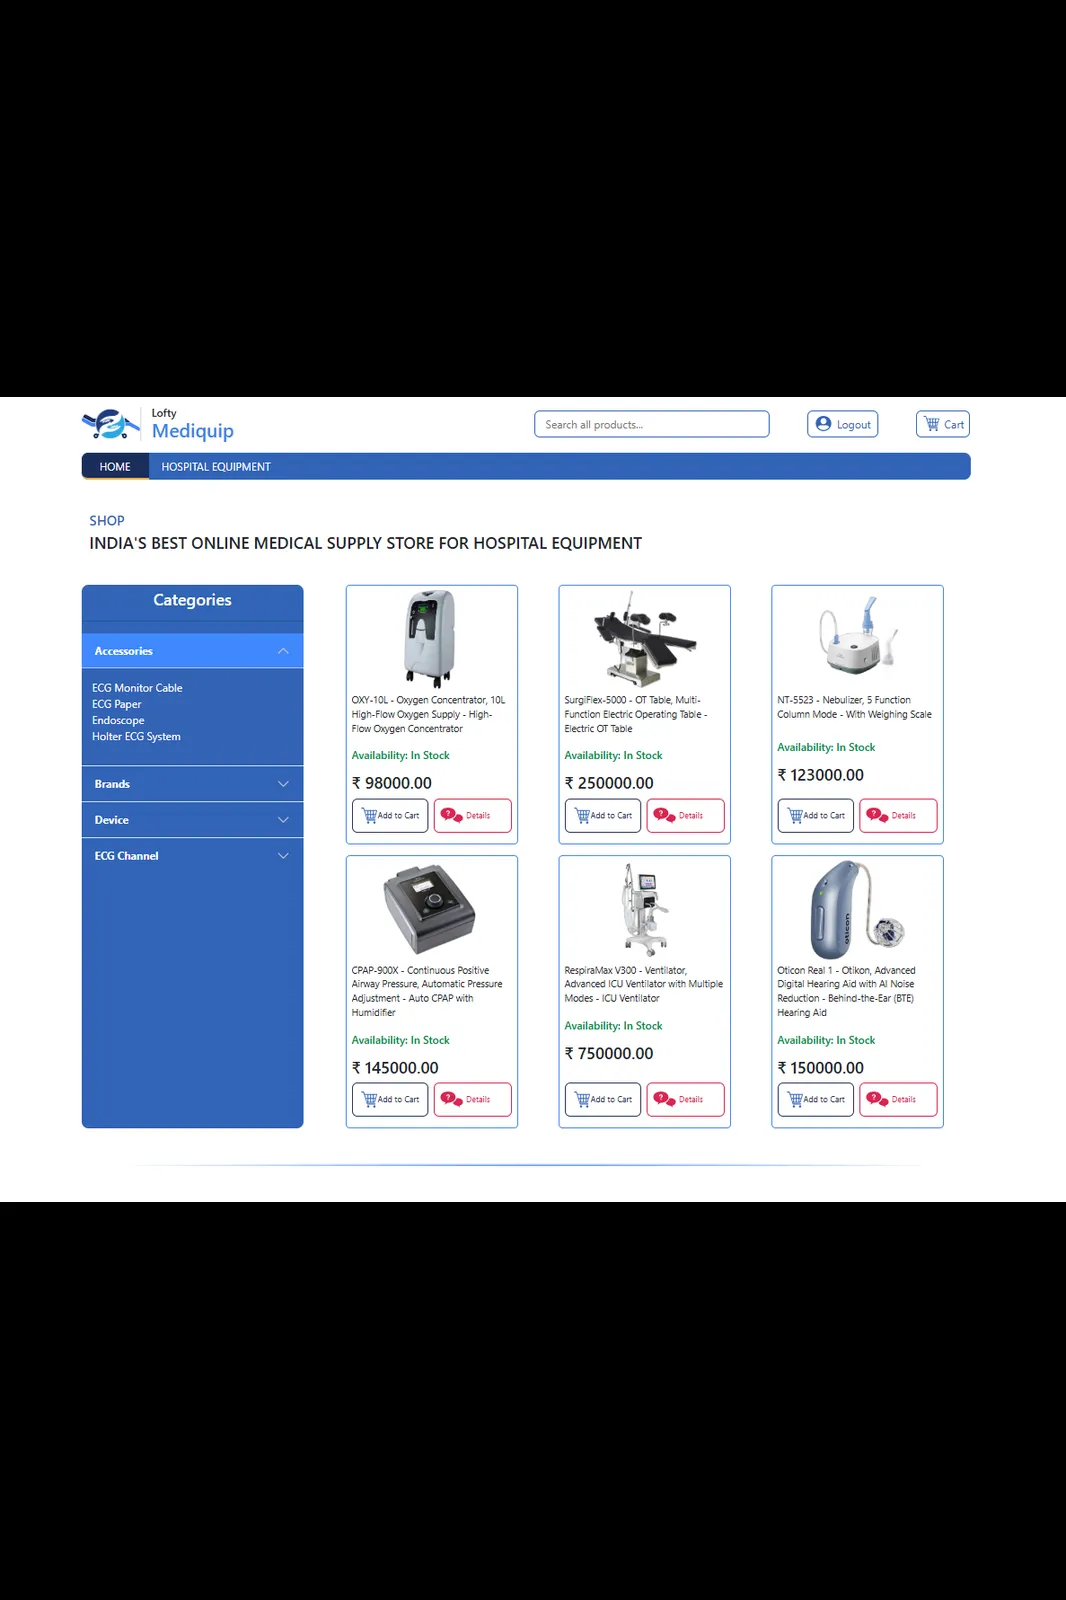 Lofty
Mediquip
Search all products...
Logout
Cart
HOME
HOSPITAL EQUIPMENT
SHOP
INDIA'S BEST ONLINE MEDICAL SUPPLY STORE FOR HOSPITAL EQUIPMENT
Categories
Accessories
ECG Monitor Cable
ECG Paper
Endoscope
Holter ECG System
Brands
Device
ECG Channel
OXY-10L - Oxygen Concentrator, 10L
High-Flow Oxygen Supply - High-
Flow Oxygen Concentrator
Availability: In Stock
₹ 98000.00
Add to Cart
Details
SurgiFlex-5000 - OT Table, Multi-
Function Electric Operating Table -
Electric OT Table
Availability: In Stock
₹ 250000.00
Add to Cart
Details
NT-5523 - Nebulizer, 5 Function
Column Mode - With Weighing Scale
Availability: In Stock
₹ 123000.00
Add to Cart
Details
CPAP-900X - Continuous Positive
Airway Pressure, Automatic Pressure
Adjustment - Auto CPAP with
Humidifier
Availability: In Stock
₹ 145000.00
Add to Cart
Details
RespiraMax V300 - Ventilator,
Advanced ICU Ventilator with Multiple
Modes - ICU Ventilator
Availability: In Stock
₹ 750000.00
Add to Cart
Details
oticon
Oticon Real 1 - Otikon, Advanced
Digital Hearing Aid with AI Noise
Reduction - Behind-the-Ear (BTE)
Hearing Aid
Availability: In Stock
₹ 150000.00
Add to Cart
Details